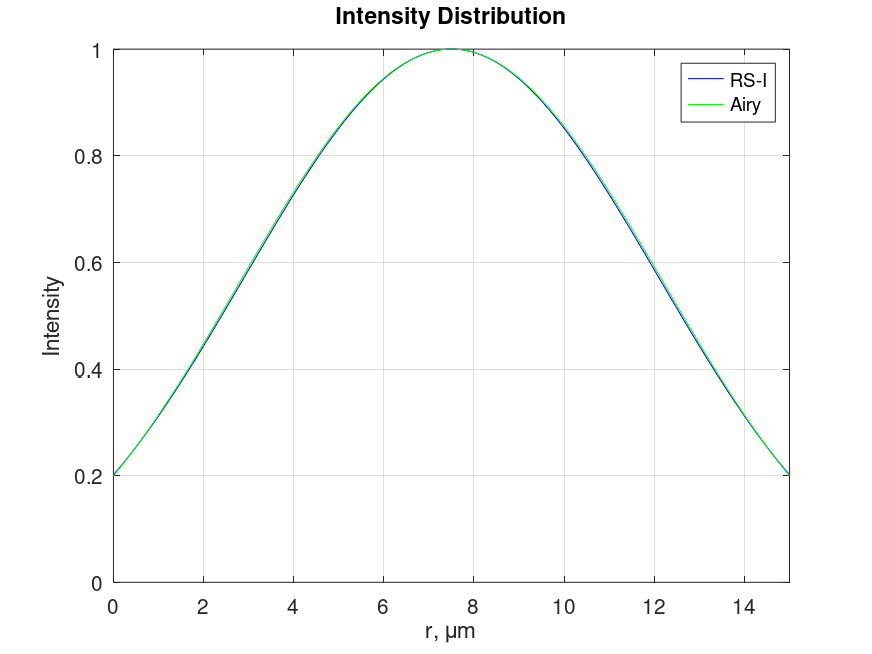 Intensity Distribution
RS-I
Airy
Intensity
1
0.8
0.6
0.4
0.2
0
0 2 4 6 8 10 12 14
r, µm